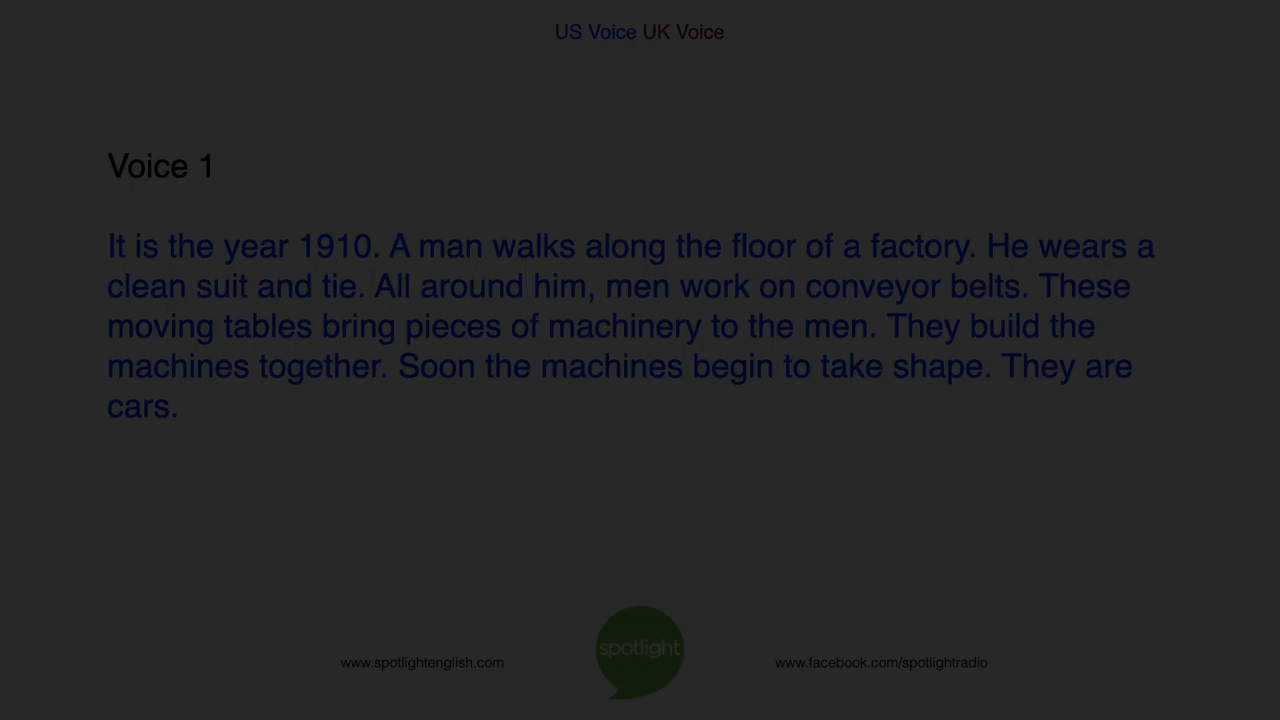 US Voice UK Voice
Voice 1
It is the year 1910. A man walks along the floor of a factory. He wears a
clean suit and tie. All around him, men work on conveyor belts. These
moving tables bring pieces of machinery to the men. They build the
machines together. Soon the machines begin to take shape. They are
cars.
spotlight
www.spotlightenglish.com
www.facebook.com/spotlightradio